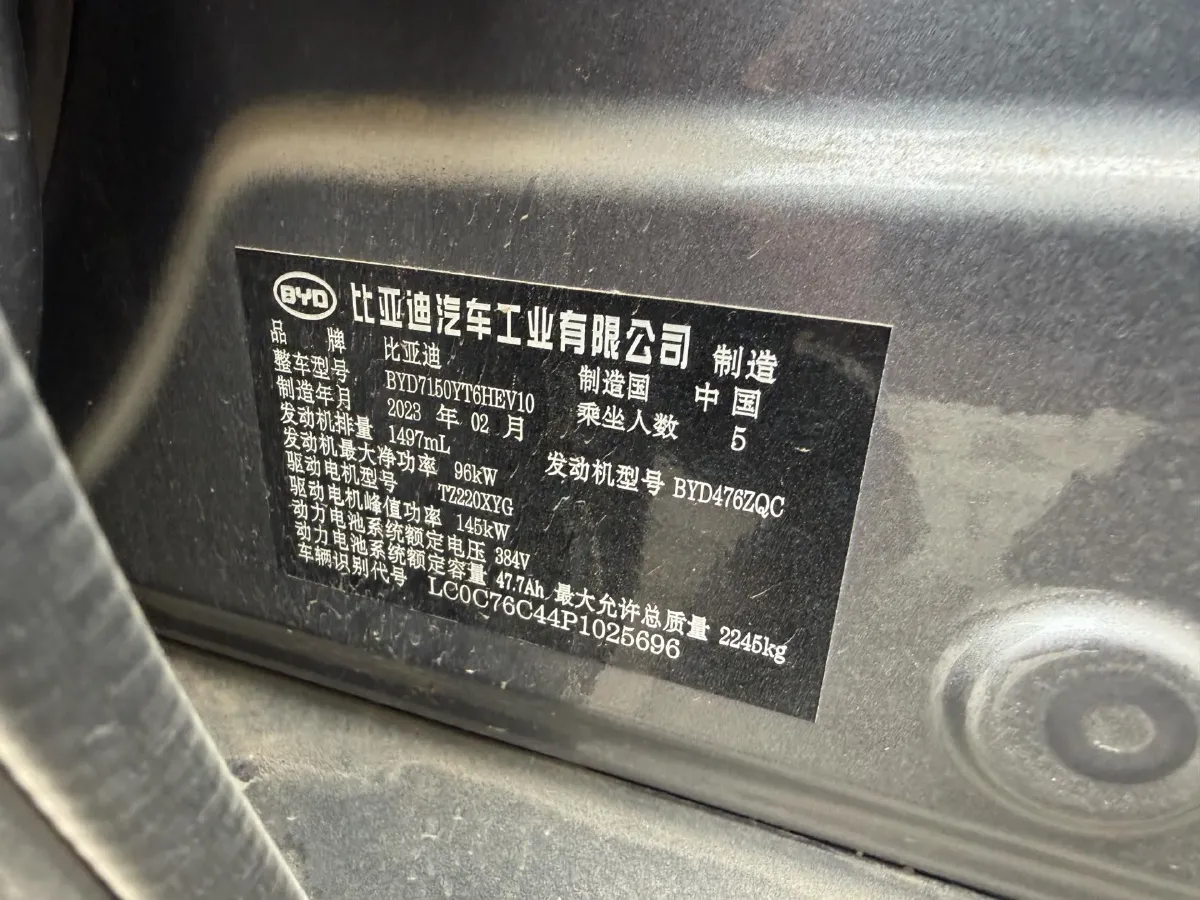 BYD 比亚迪汽车工业有限公司 制造
品 牌 比亚迪 制造国 中国
整车型号 BYD7150YT6HEV10 乘坐人数 5
制造年月 2023 年 02 月
发动机排量 1497mL 发动机型号 BYD476ZQC
发动机最大净功率 96kW
驱动电机型号 TZ220XYG
驱动电机峰值功率 145kW
动力电池系统额定电压 384V
动力电池系统额定容量 47.7Ah 最大允许总质量 2245kg
车辆识别代号 LC0C76C44P1025696